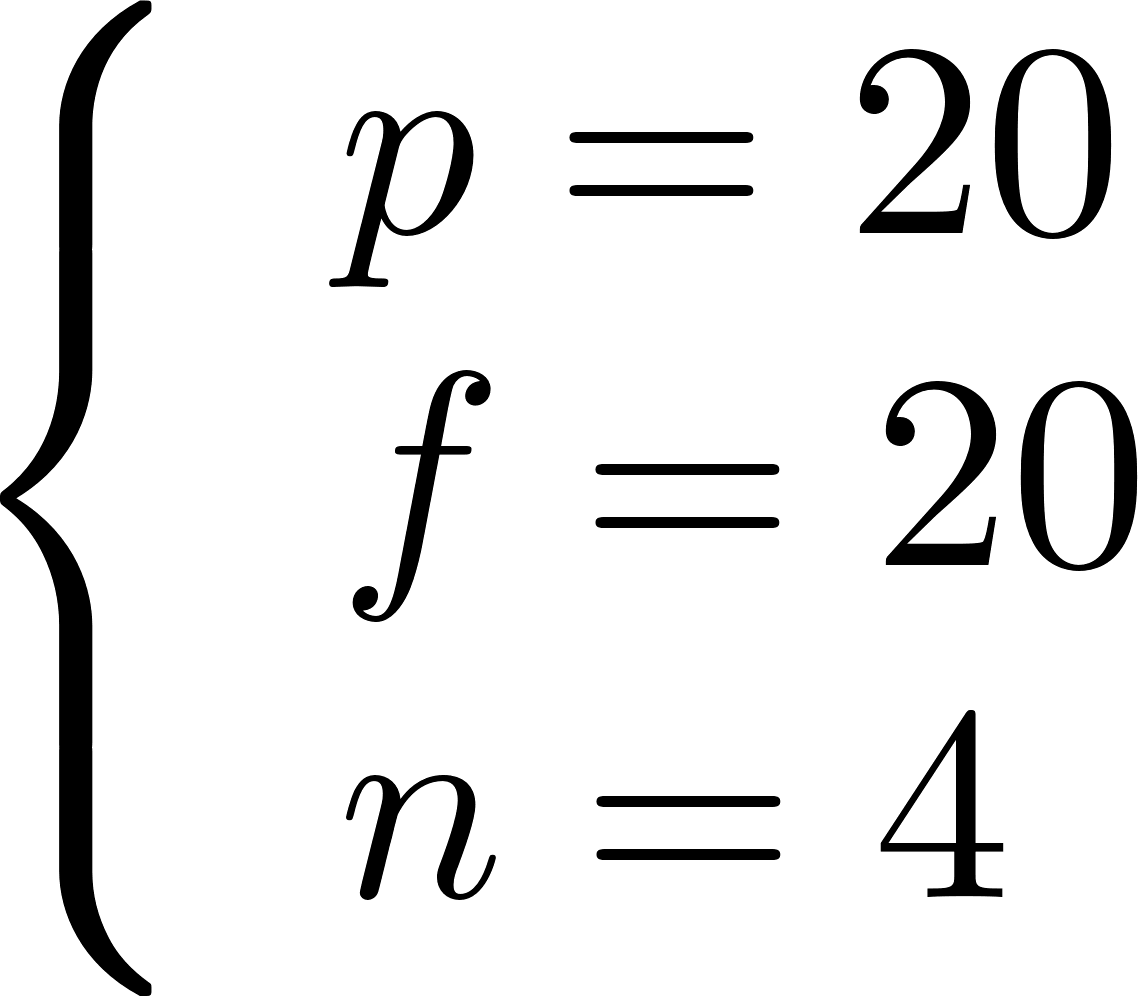 p = 20
f = 20
n = 4